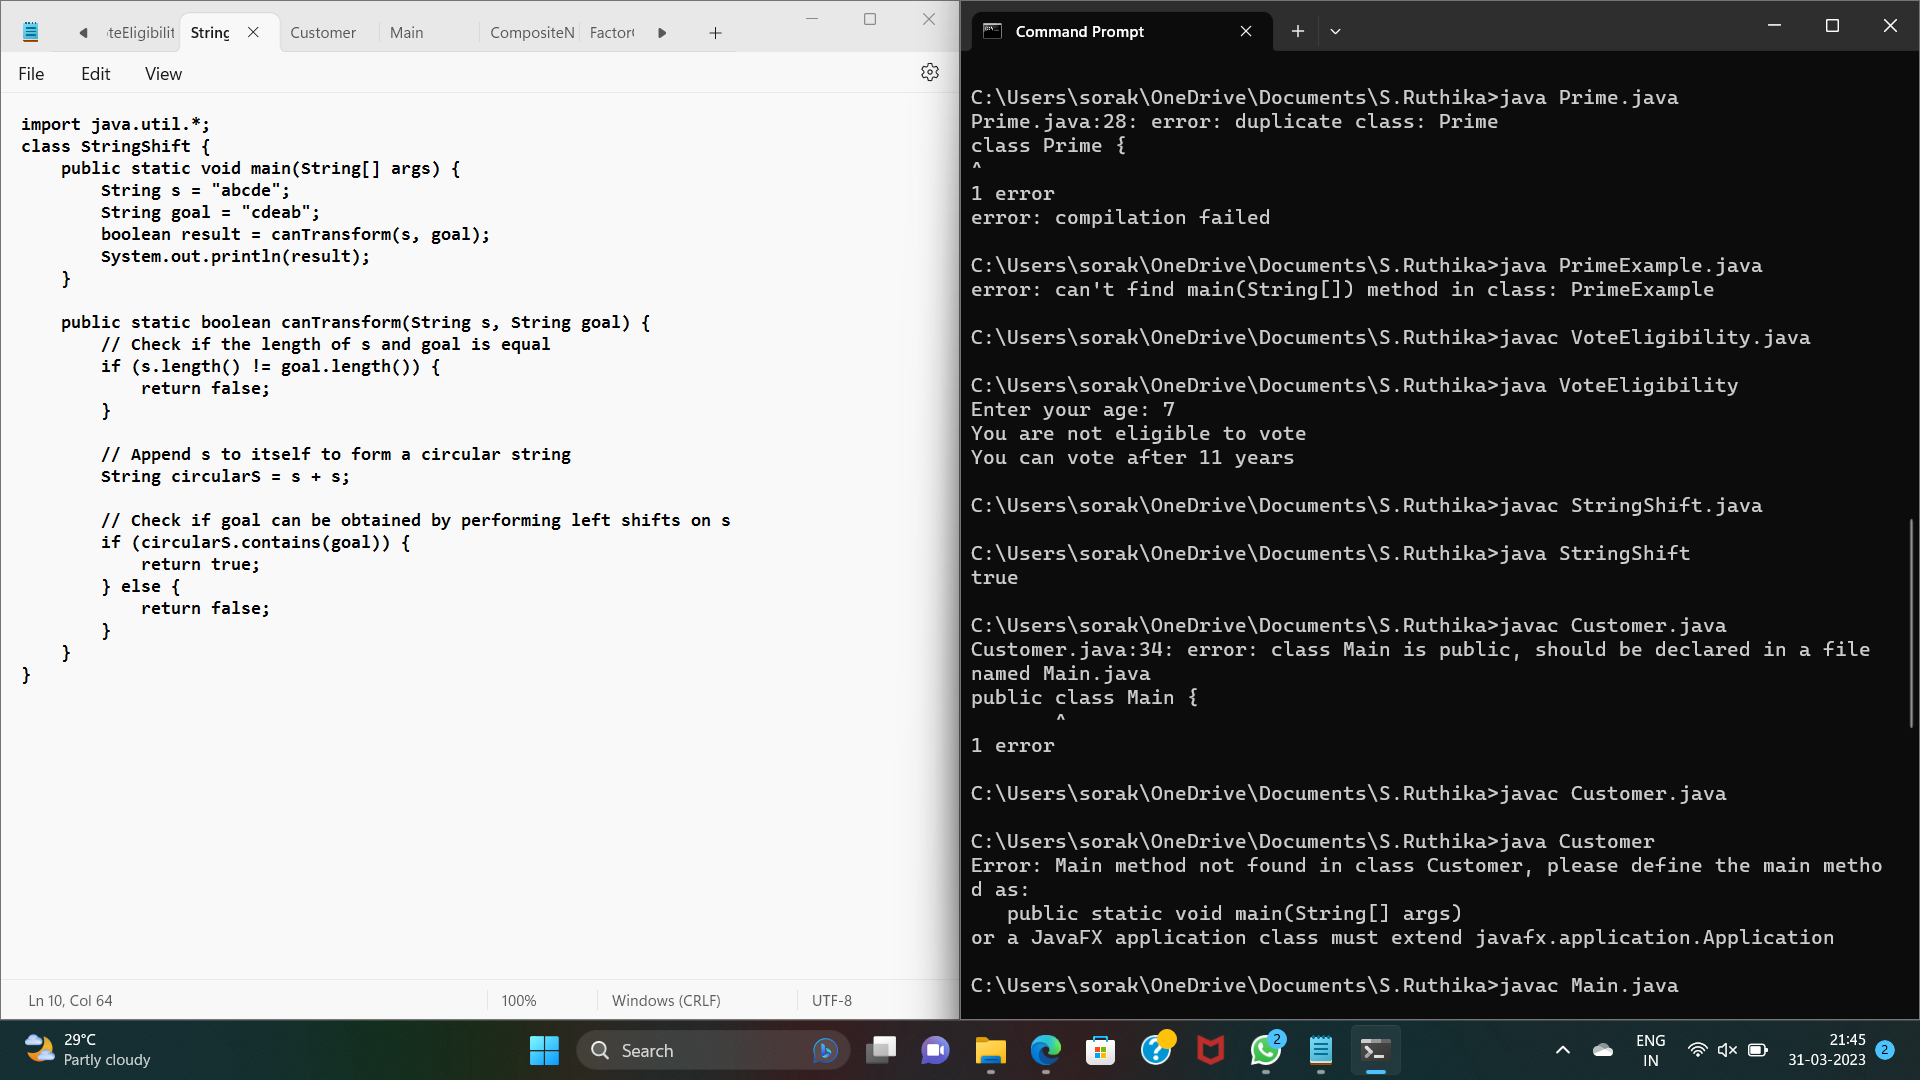 teEligibilit
String
Customer
Main
CompositeN
Factor
File
Edit
View
import java.util.*;
class StringShift {
    public static void main(String[] args) {
        String s = "abcde";
        String goal = "cdeab";
        boolean result = canTransform(s, goal);
        System.out.println(result);
    }

    public static boolean canTransform(String s, String goal) {
        // Check if the length of s and goal is equal
        if (s.length() != goal.length()) {
            return false;
        }

        // Append s to itself to form a circular string
        String circularS = s + s;

        // Check if goal can be obtained by performing left shifts on s
        if (circularS.contains(goal)) {
            return true;
        } else {
            return false;
        }
    }
}
Ln 10, Col 64
100%
Windows (CRLF)
UTF-8
Command Prompt
C:\Users\sorak\OneDrive\Documents\S.Ruthika>java Prime.java
Prime.java:28: error: duplicate class: Prime
class Prime {
^
1 error
error: compilation failed

C:\Users\sorak\OneDrive\Documents\S.Ruthika>java PrimeExample.java
error: can't find main(String[]) method in class: PrimeExample

C:\Users\sorak\OneDrive\Documents\S.Ruthika>javac VoteEligibility.java

C:\Users\sorak\OneDrive\Documents\S.Ruthika>java VoteEligibility
Enter your age: 7
You are not eligible to vote
You can vote after 11 years

C:\Users\sorak\OneDrive\Documents\S.Ruthika>javac StringShift.java

C:\Users\sorak\OneDrive\Documents\S.Ruthika>java StringShift
true

C:\Users\sorak\OneDrive\Documents\S.Ruthika>javac Customer.java
Customer.java:34: error: class Main is public, should be declared in a file
named Main.java
public class Main {
       ^
1 error

C:\Users\sorak\OneDrive\Documents\S.Ruthika>javac Customer.java

C:\Users\sorak\OneDrive\Documents\S.Ruthika>java Customer
Error: Main method not found in class Customer, please define the main metho
d as:
   public static void main(String[] args)
or a JavaFX application class must extend javafx.application.Application

C:\Users\sorak\OneDrive\Documents\S.Ruthika>javac Main.java
29°C
Partly cloudy
Search
2
ENG
IN
21:45
31-03-2023
2